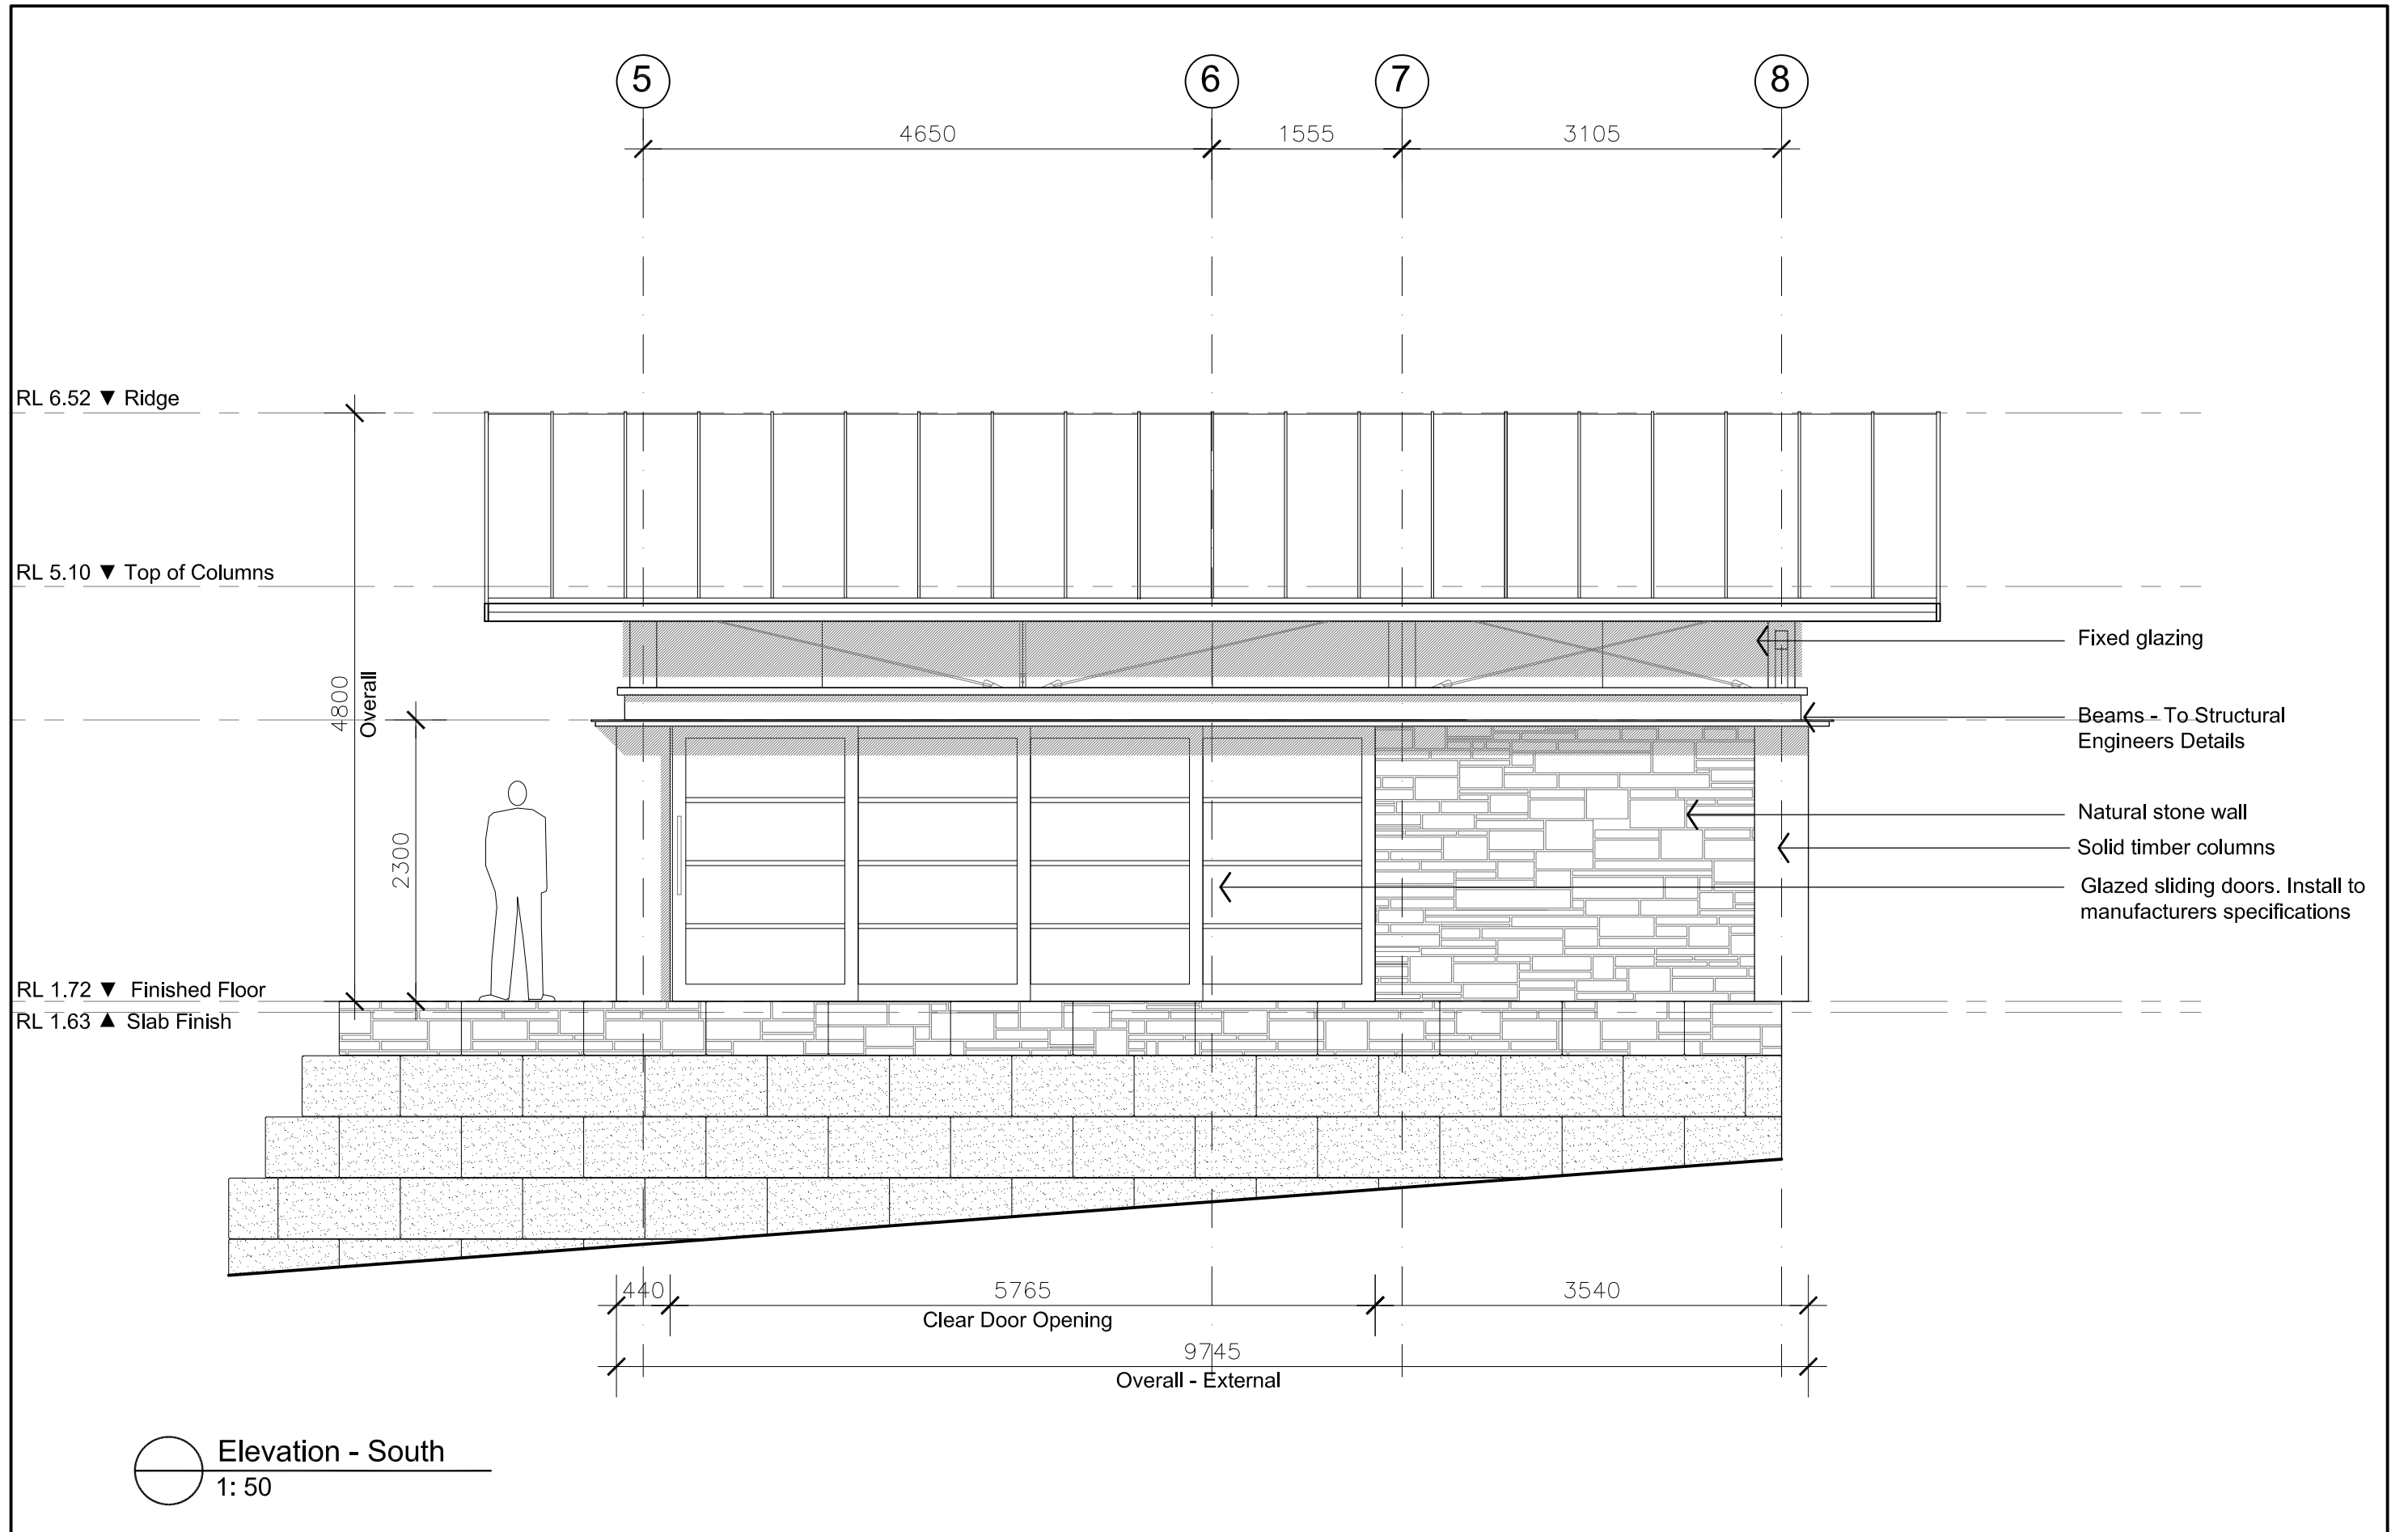 5 6 7 8
4650 1555 3105
RL 6.52 ▼ Ridge
RL 5.10 ▼ Top of Columns
Fixed glazing
4800
Overall
Beams - To Structural
Engineers Details
2300
Natural stone wall
Solid timber columns
Glazed sliding doors. Install to
manufacturers specifications
RL 1.72 ▼ Finished Floor
RL 1.63 ▲ Slab Finish
440 5765 3540
Clear Door Opening
9745
Overall - External
Elevation - South
1: 50